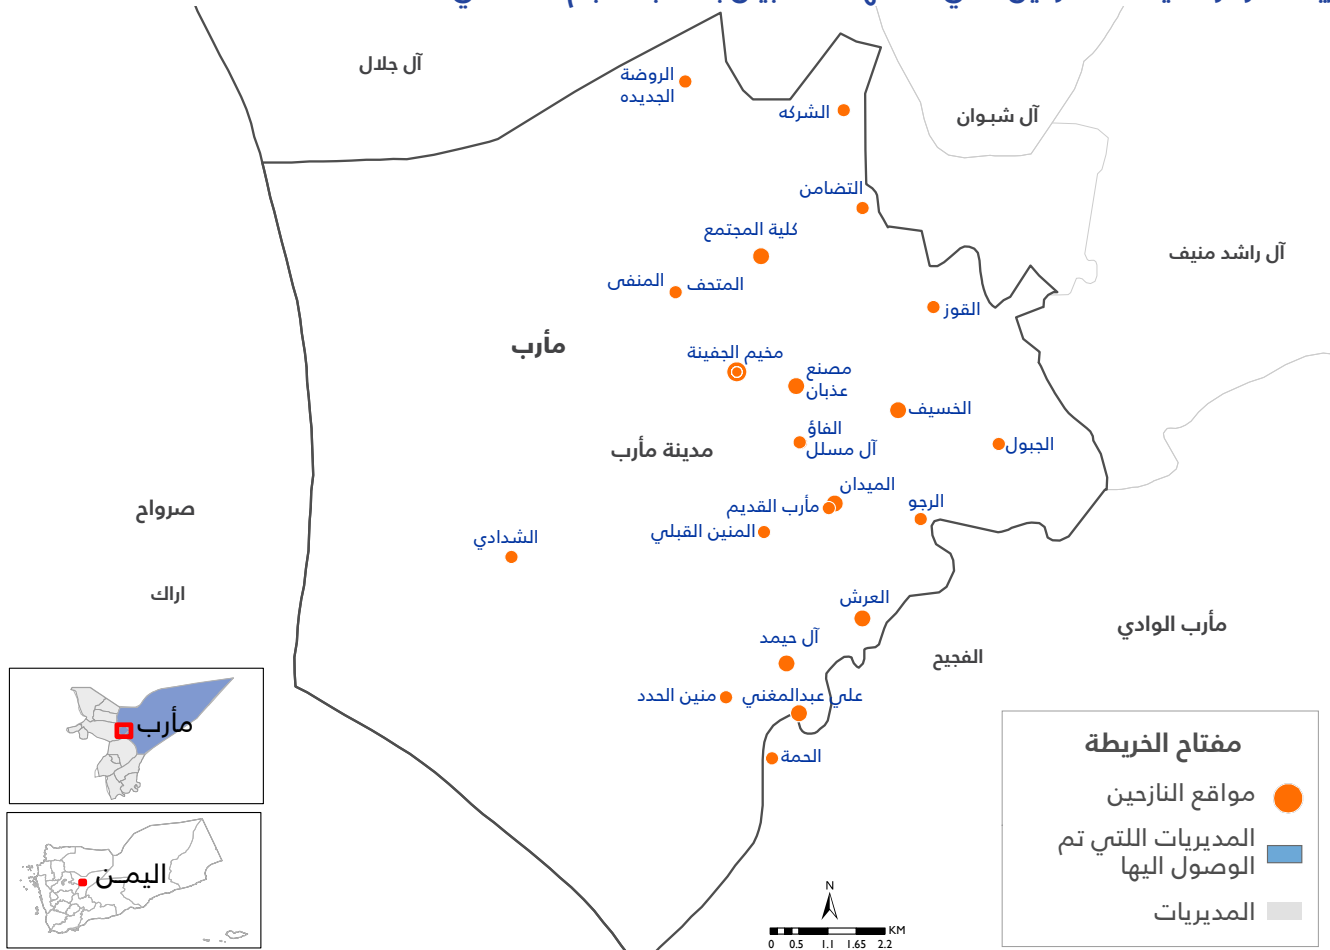 آل جلال
الروضة
الجديده
الشركه
آل شبوان
التضامن
كلية المجتمع
آل راشد منيف
المنفى
المتحف
القوز
مأرب
مخيم الجفينة
مصنع
عذبان
الخسيف
الفاؤ
آل مسلل
الجبول
مدينة مأرب
الميدان
مأرب القديم
الرجو
المنين القبلي
الشدادي
صرواح
اراك
العرش
مأرب الوادي
آل حيمد
الفجيح
منين الحدد
علي عبدالمغني
الحمة
مأرب
اليمن
مفتاح الخريطة
مواقع النازحين
المديريات اللتي تم
الوصول اليها
المديريات
N
KM
0 0.5 1.1 1.65 2.2